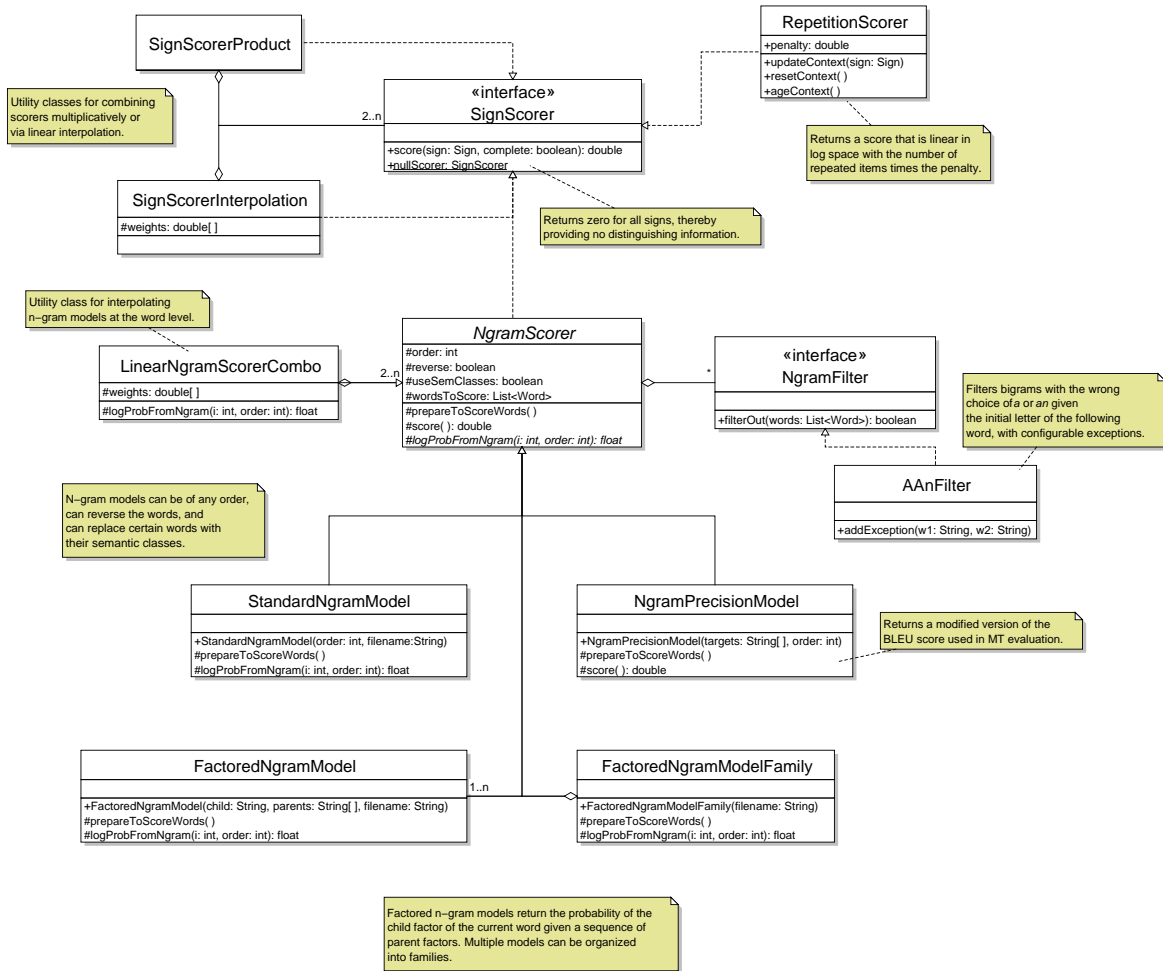 SignScorerProduct
RepetitionScorer
+penalty: double
+updateContext(sign: Sign)
+resetContext( )
+ageContext( )
Utility classes for combining
scorers multiplicatively or
via linear interpolation.
2..n
«interface»
SignScorer
+score(sign: Sign, complete: boolean): double
+nullScorer: SignScorer
Returns a score that is linear in
log space with the number of
repeated items times the penalty.
SignScorerInterpolation
#weights: double[ ]
Returns zero for all signs, thereby
providing no distinguishing information.
Utility class for interpolating
n−gram models at the word level.
LinearNgramScorerCombo
#weights: double[ ]
#logProbFromNgram(i: int, order: int): float
2..n
NgramScorer
#order: int
#reverse: boolean
#useSemClasses: boolean
#wordsToScore: List<Word>
#prepareToScoreWords( )
#score( ): double
#logProbFromNgram(i: int, order: int): float
*
«interface»
NgramFilter
+filterOut(words: List<Word>): boolean
Filters bigrams with the wrong
choice of a or an given
the initial letter of the following
word, with configurable exceptions.
AAnFilter
+addException(w1: String, w2: String)
N−gram models can be of any order,
can reverse the words, and
can replace certain words with
their semantic classes.
StandardNgramModel
+StandardNgramModel(order: int, filename:String)
#prepareToScoreWords( )
#logProbFromNgram(i: int, order: int): float
NgramPrecisionModel
+NgramPrecisionModel(targets: String[ ], order: int)
#prepareToScoreWords( )
#score( ): double
Returns a modified version of the
BLEU score used in MT evaluation.
FactoredNgramModel
+FactoredNgramModel(child: String, parents: String[ ], filename: String)
#prepareToScoreWords( )
#logProbFromNgram(i: int, order: int): float
1..n
FactoredNgramModelFamily
+FactoredNgramModelFamily(filename: String)
#prepareToScoreWords( )
#logProbFromNgram(i: int, order: int): float
Factored n−gram models return the probability of the
child factor of the current word given a sequence of
parent factors. Multiple models can be organized
into families.